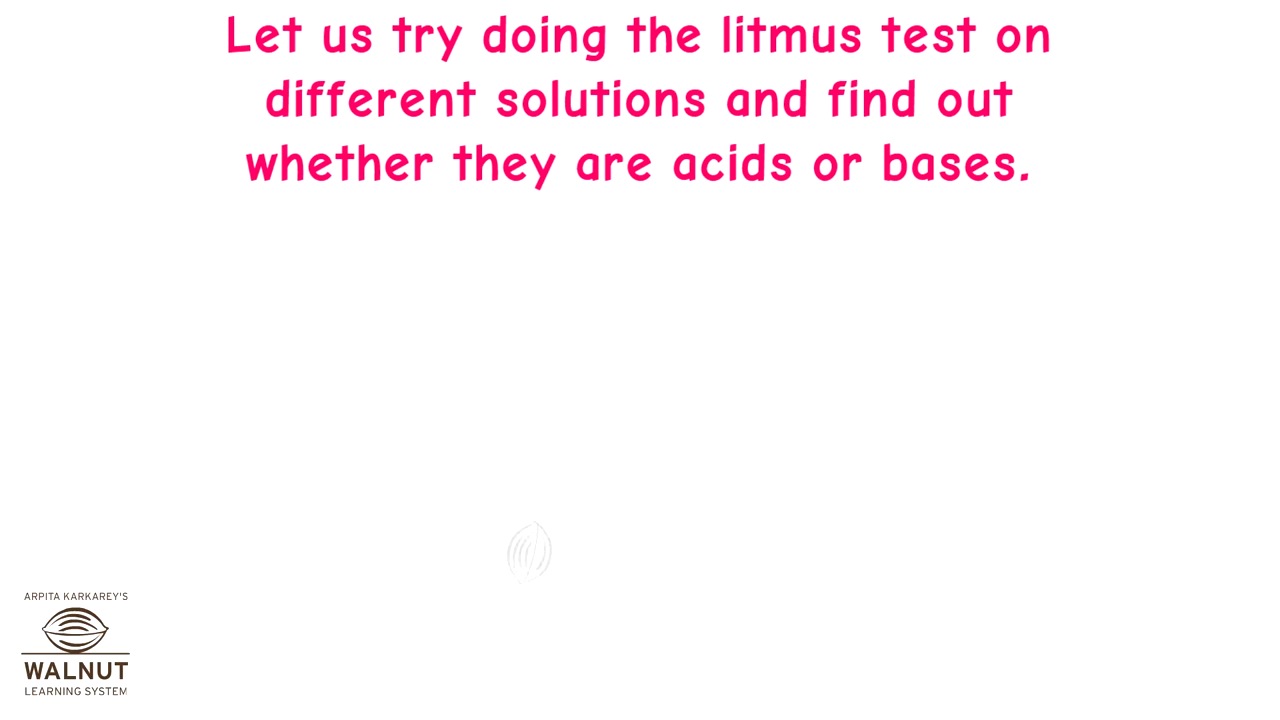 Let us try doing the litmus test on
different solutions and find out
whether they are acids or bases.
ARPITA KARKAREY'S
WALNUT
LEARNING SYSTEM